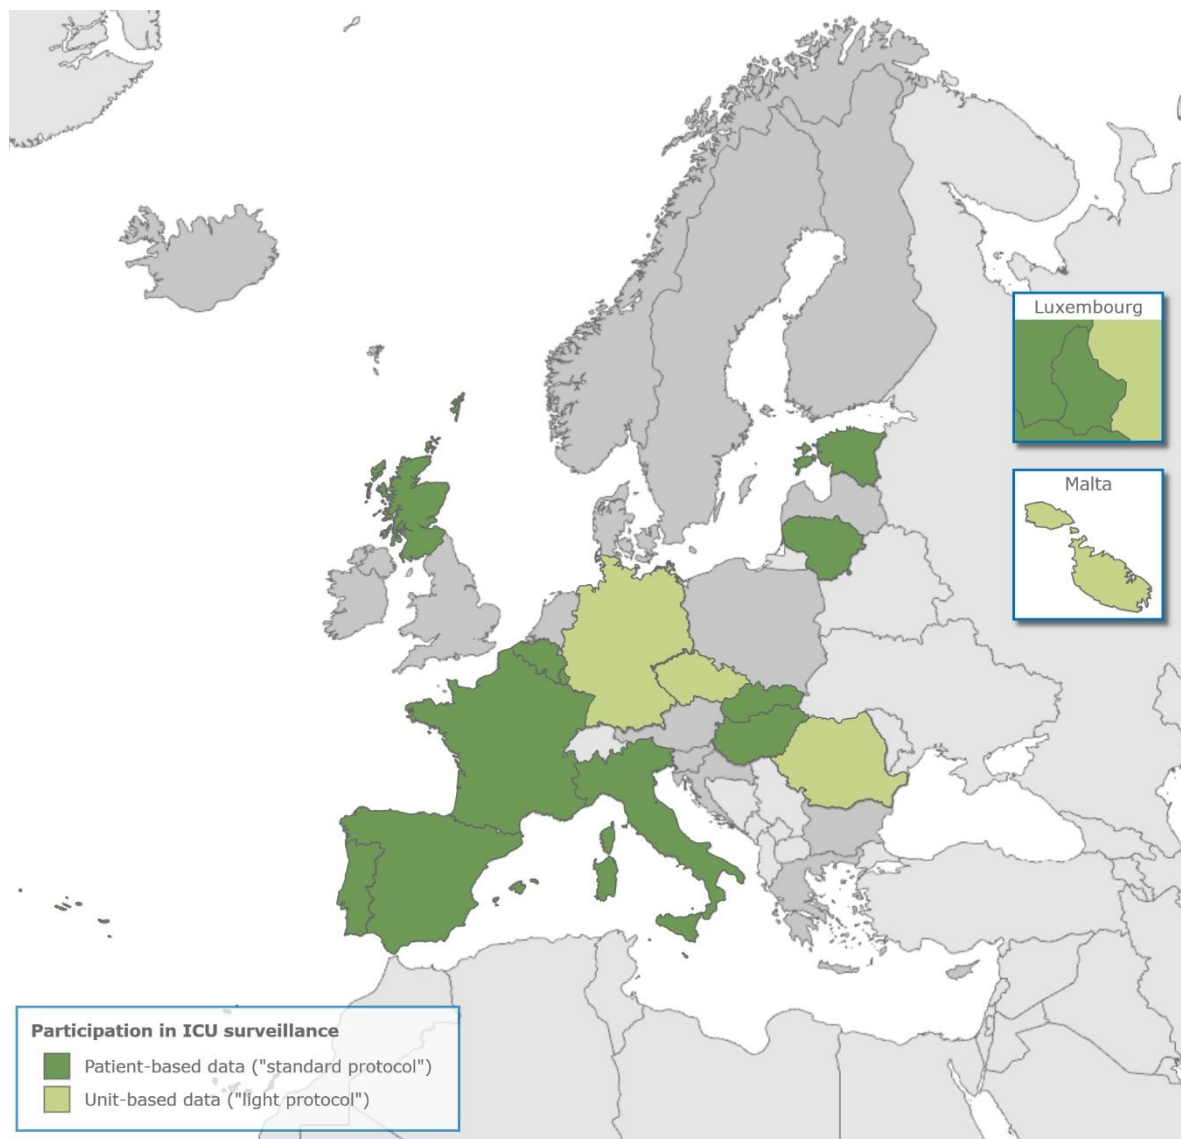 Luxembourg
Malta
Participation in ICU surveillance
Patient-based data ("standard protocol")
Unit-based data ("light protocol")